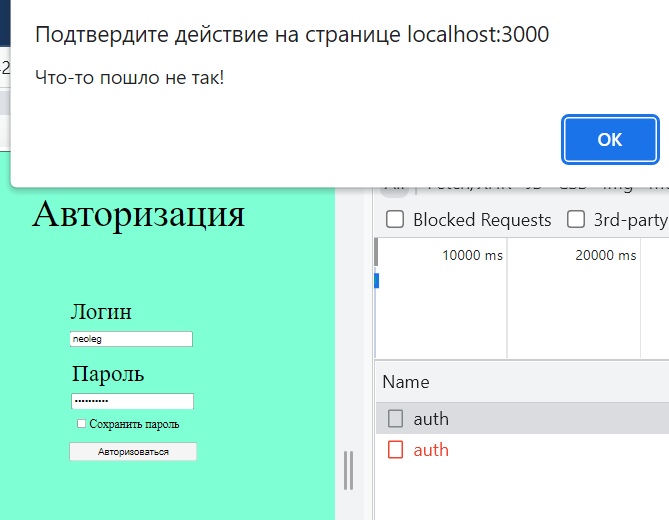 Подтвердите действие на странице localhost:3000
Что-то пошло не так!
OK
Авторизация
Логин
neoleg
Пароль
••••••••••
Сохранить пароль
Авторизоваться
Blocked Requests
3rd-party
10000 ms
20000 ms
Name
auth
auth